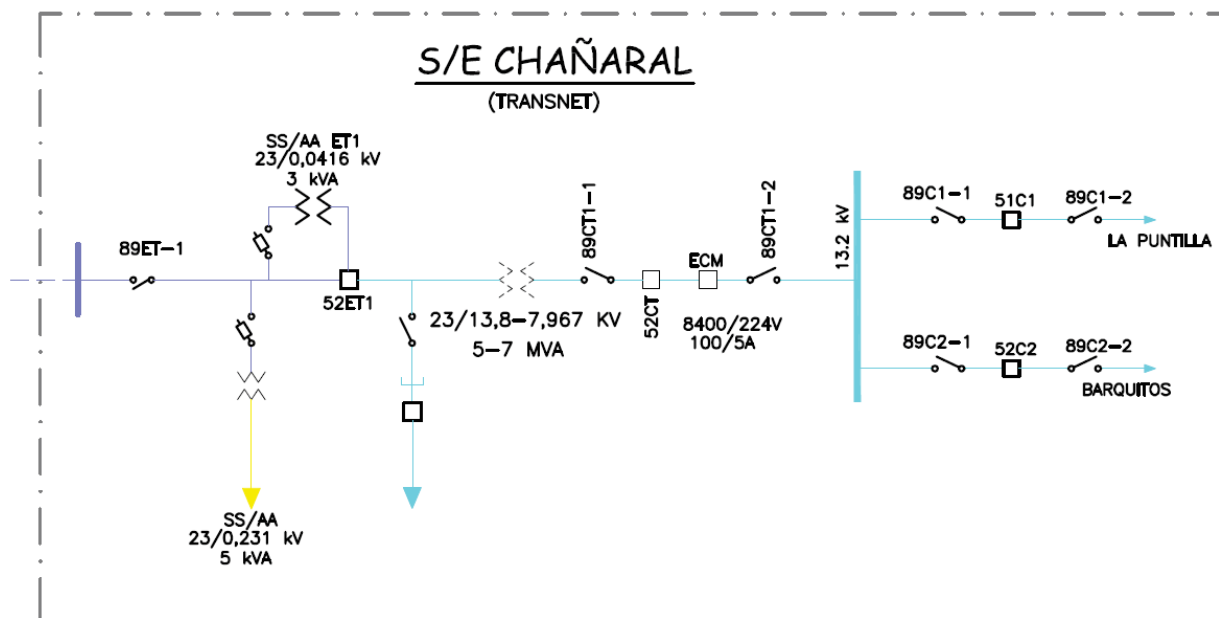 S/E CHAÑARAL
(TRANSNET)
SS/AA ET1
23/0,0416 kV
3 kVA
89ET-1
52ET1
23/13,8-7,967 KV
5-7 MVA
89CT1-1
52CT
ECM
8400/224V
100/5A
89CT1-2
13.2 kV
89C1-1
51C1
89C1-2
LA PUNTILLA
89C2-1
52C2
89C2-2
BARQUITOS
SS/AA
23/0,231 kV
5 kVA